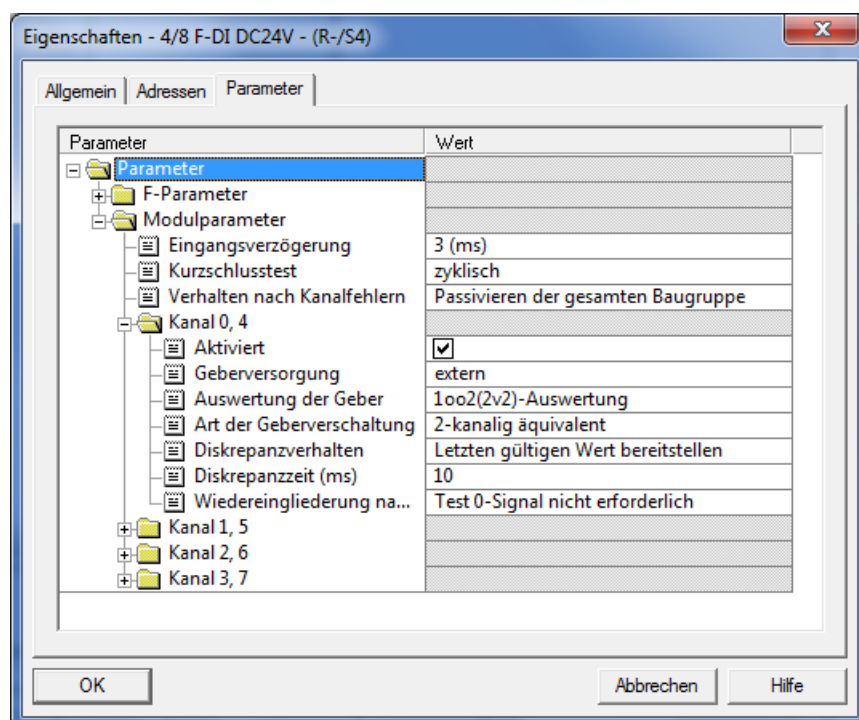 Eigenschaften - 4/8 F-DI DC24V - (R-/S4)
Allgemein Adressen Parameter
Parameter Wert
Parameter
F-Parameter
Modulparameter
Eingangsverzögerung 3 (ms)
Kurzschlusstest zyklisch
Verhalten nach Kanalfehlern Passivieren der gesamten Baugruppe
Kanal 0, 4
Aktiviert
Geberversorgung extern
Auswertung der Geber 1oo2(2v2)-Auswertung
Art der Geberverschaltung 2-kanalig äquivalent
Diskrepanzverhalten Letzten gültigen Wert bereitstellen
Diskrepanzzeit (ms) 10
Wiedereingliederung na... Test 0-Signal nicht erforderlich
Kanal 1, 5
Kanal 2, 6
Kanal 3, 7
OK Abbrechen Hilfe